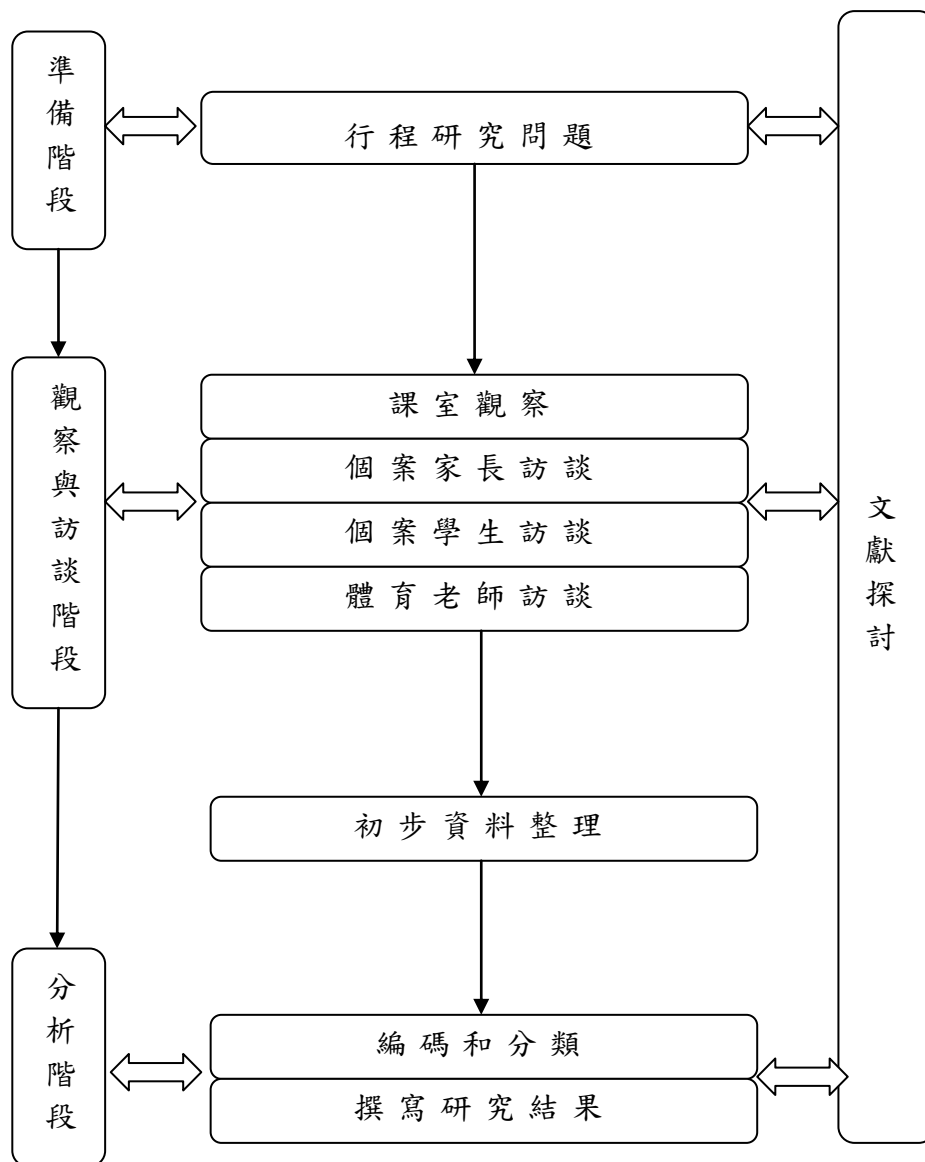 準備階段
行程研究問題
觀察與訪談階段
課室觀察
個案家長訪談
個案學生訪談
體育老師訪談
文獻探討
初步資料整理
分析階段
編碼和分類
撰寫研究結果